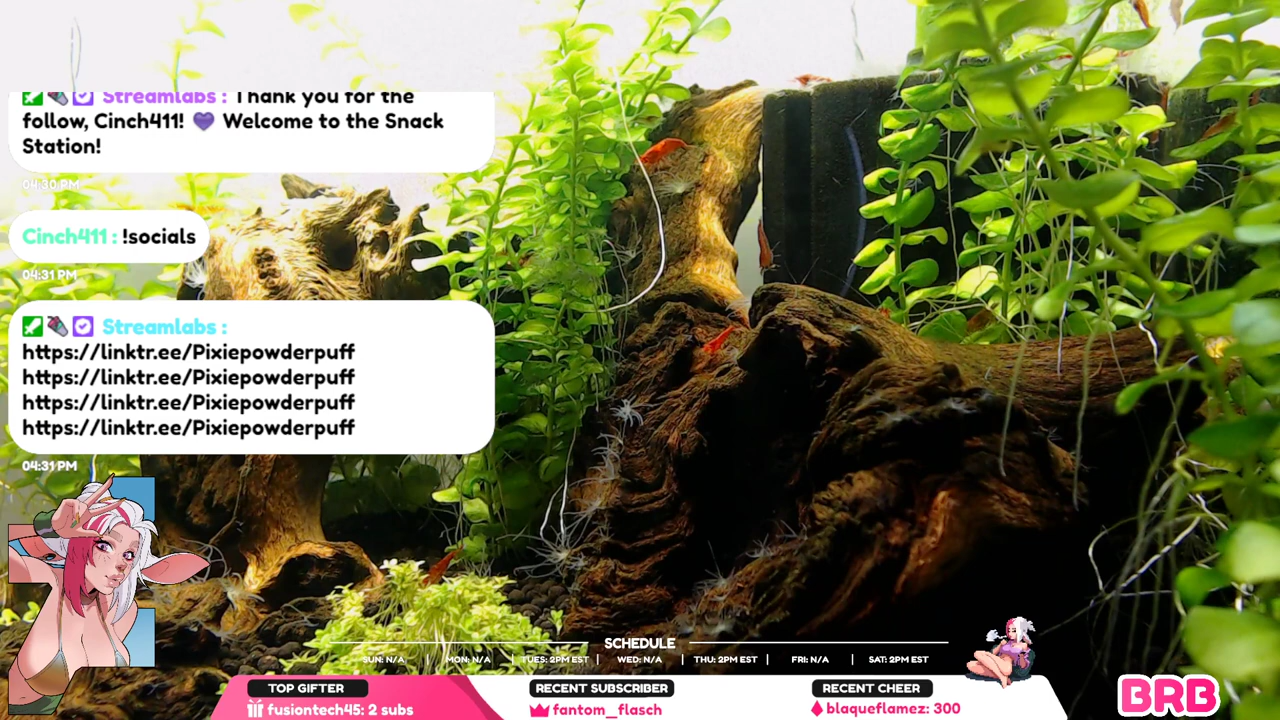 Streamlabs : Thank you for the
follow, Cinch411! 💜 Welcome to the Snack
Station!
04:30 PM
Cinch411 : !socials
04:31 PM
Streamlabs :
https://linktr.ee/Pixiepowderpuff
https://linktr.ee/Pixiepowderpuff
https://linktr.ee/Pixiepowderpuff
https://linktr.ee/Pixiepowderpuff
04:31 PM
SCHEDULE
SUN: N/A MON: N/A | TUES: 2PM EST | WED: N/A | THU: 2PM EST | FRI: N/A | SAT: 2PM EST
TOP GIFTER RECENT SUBSCRIBER RECENT CHEER
fusiontech45: 2 subs fantom_flasch blaqueflamez: 300
BRB